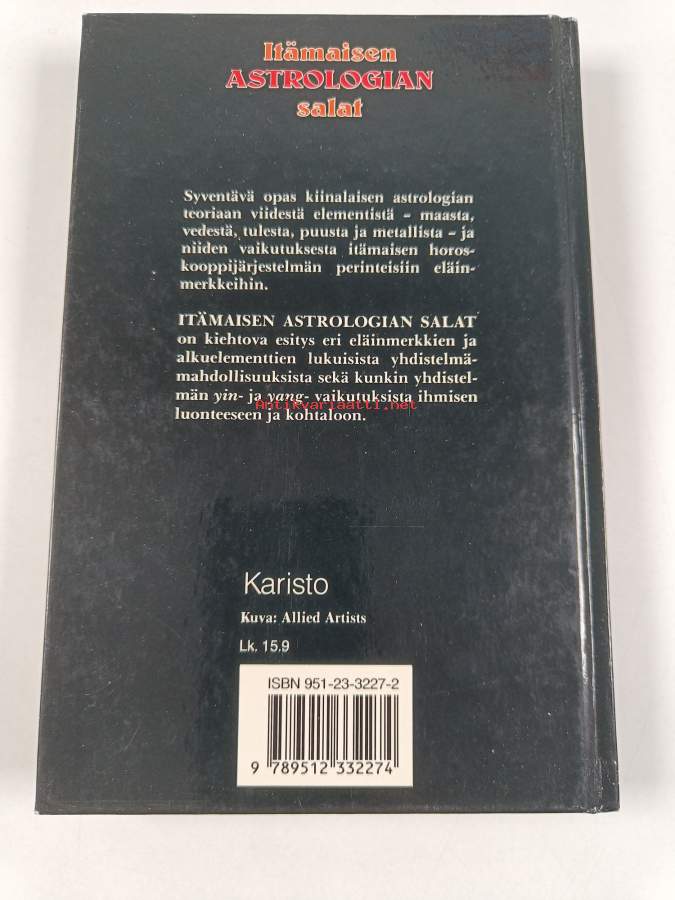 Itämaisen
ASTROLOGIAN
salat
Syventävä opas kiinalaisen astrologian
teoriaan viidestä elementistä – maasta,
vedestä, tulesta, puusta ja metallista – ja
niiden vaikutuksesta itämaisen horos-
kooppijärjestelmän perinteisiin eläin-
merkkeihin.
ITÄMAISEN ASTROLOGIAN SALAT
on kiehtova esitys eri eläinmerkkien ja
alkuelementtien lukuisista yhdistelmä-
mahdollisuuksista sekä kunkin yhdistel-
män yin- ja yang- vaikutuksista ihmisen
Antikvariaatti.net
luonteeseen ja kohtaloon.
Karisto
Kuva: Allied Artists
Lk. 15.9
ISBN 951-23-3227-2
9 789512 332274